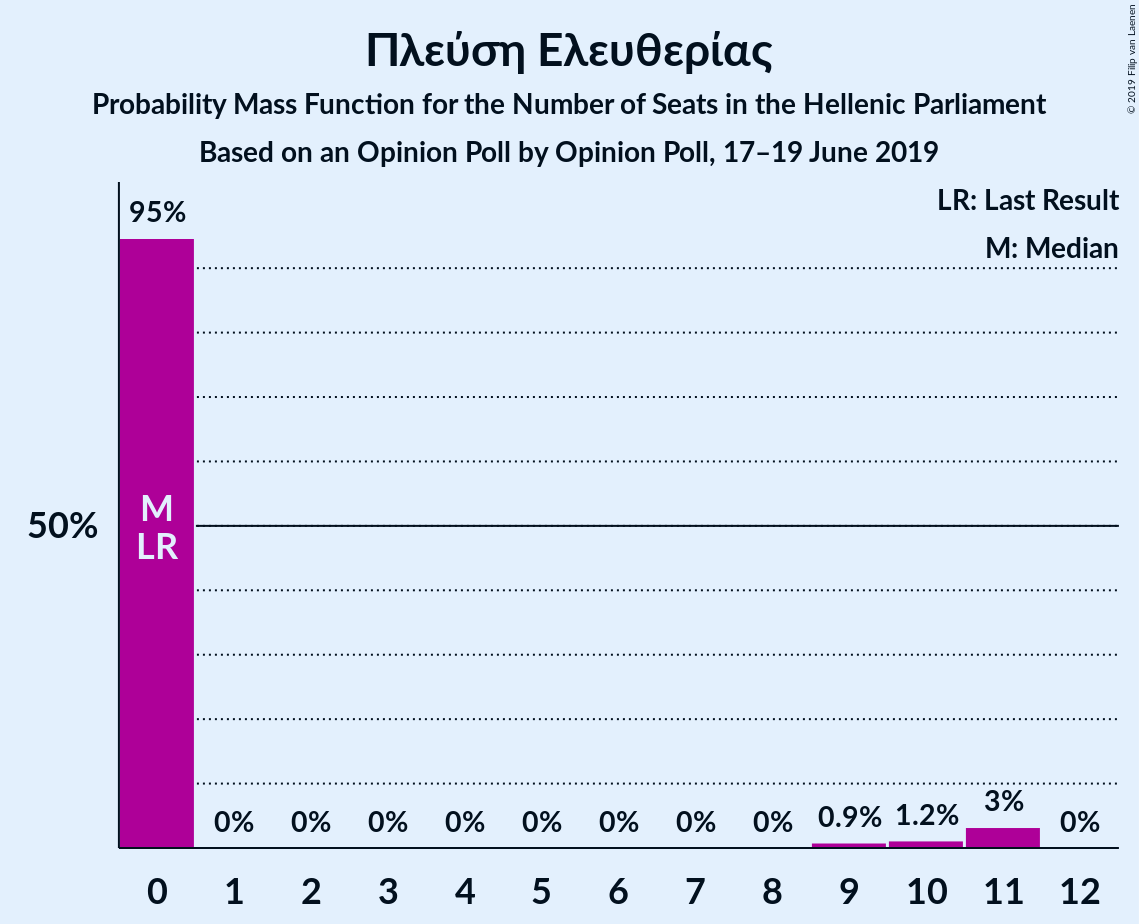 Πλεύση Ελευθερίας
Probability Mass Function for the Number of Seats in the Hellenic Parliament
Based on an Opinion Poll by Opinion Poll, 17–19 June 2019
© 2019 Filip van Laenen
LR: Last Result
M: Median
95%
M
LR
50%
0% 0% 0% 0% 0% 0% 0% 0% 0.9% 1.2% 3% 0%
0 1 2 3 4 5 6 7 8 9 10 11 12